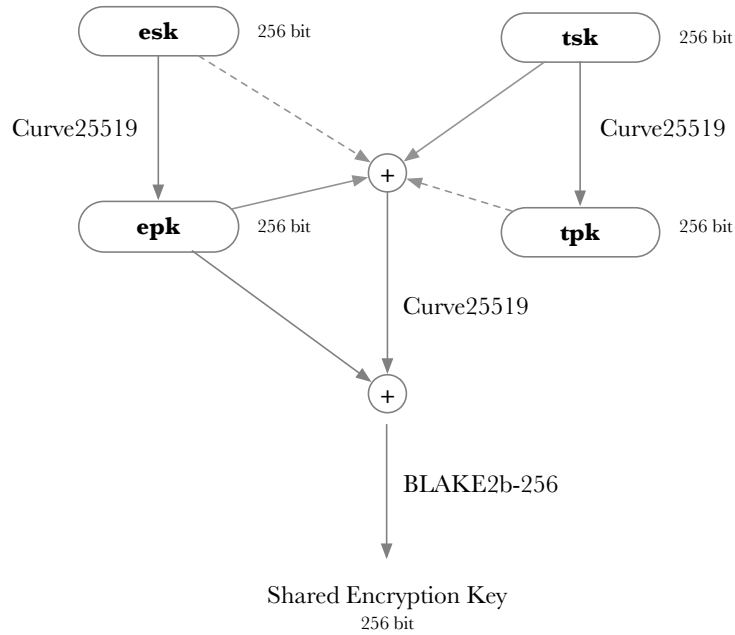 esk
256 bit
tsk
256 bit
Curve25519
Curve25519
+
epk
256 bit
tpk
256 bit
Curve25519
+
BLAKE2b-256
Shared Encryption Key
256 bit